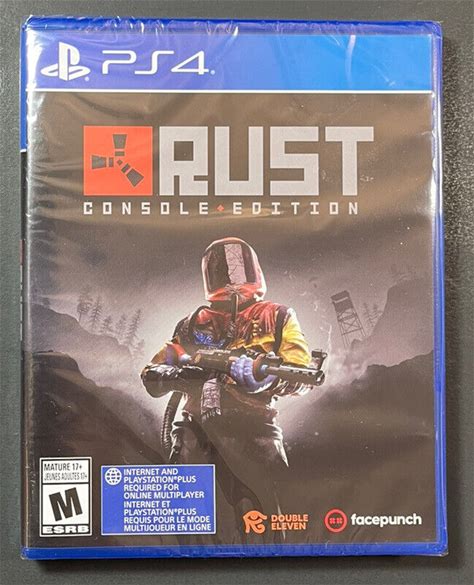 PS4
RUST
CONSOLE EDITION
MATURE 17+
JEUNES ADULTES 17+
M
ESRB
INTERNET AND
PLAYSTATION®PLUS
REQUIRED FOR
ONLINE MULTIPLAYER
INTERNET ET
PLAYSTATION®PLUS
REQUIS POUR LE MODE
MULTIJOUEUR EN LIGNE
DOUBLE
ELEVEN
facepunch